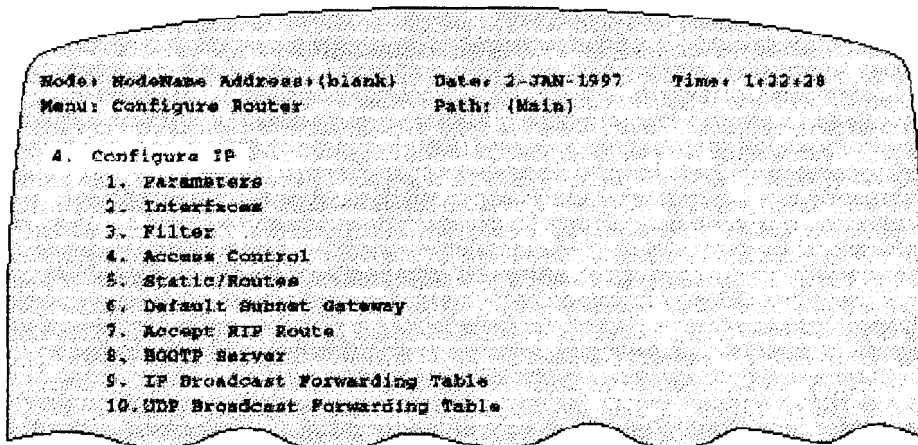 Node: NodeName Address:(blank) Date: 2-JAN-1997 Time: 1:22:28
Menu: Configure Router Path: (Main)
4. Configure IP
1. Parameters
2. Interfaces
3. Filter
4. Access Control
5. Static/Routes
6. Default Subnet Gateway
7. Accept RIP Route
8. BOOTP Server
9. IP Broadcast Forwarding Table
10.UDP Broadcast Forwarding Table